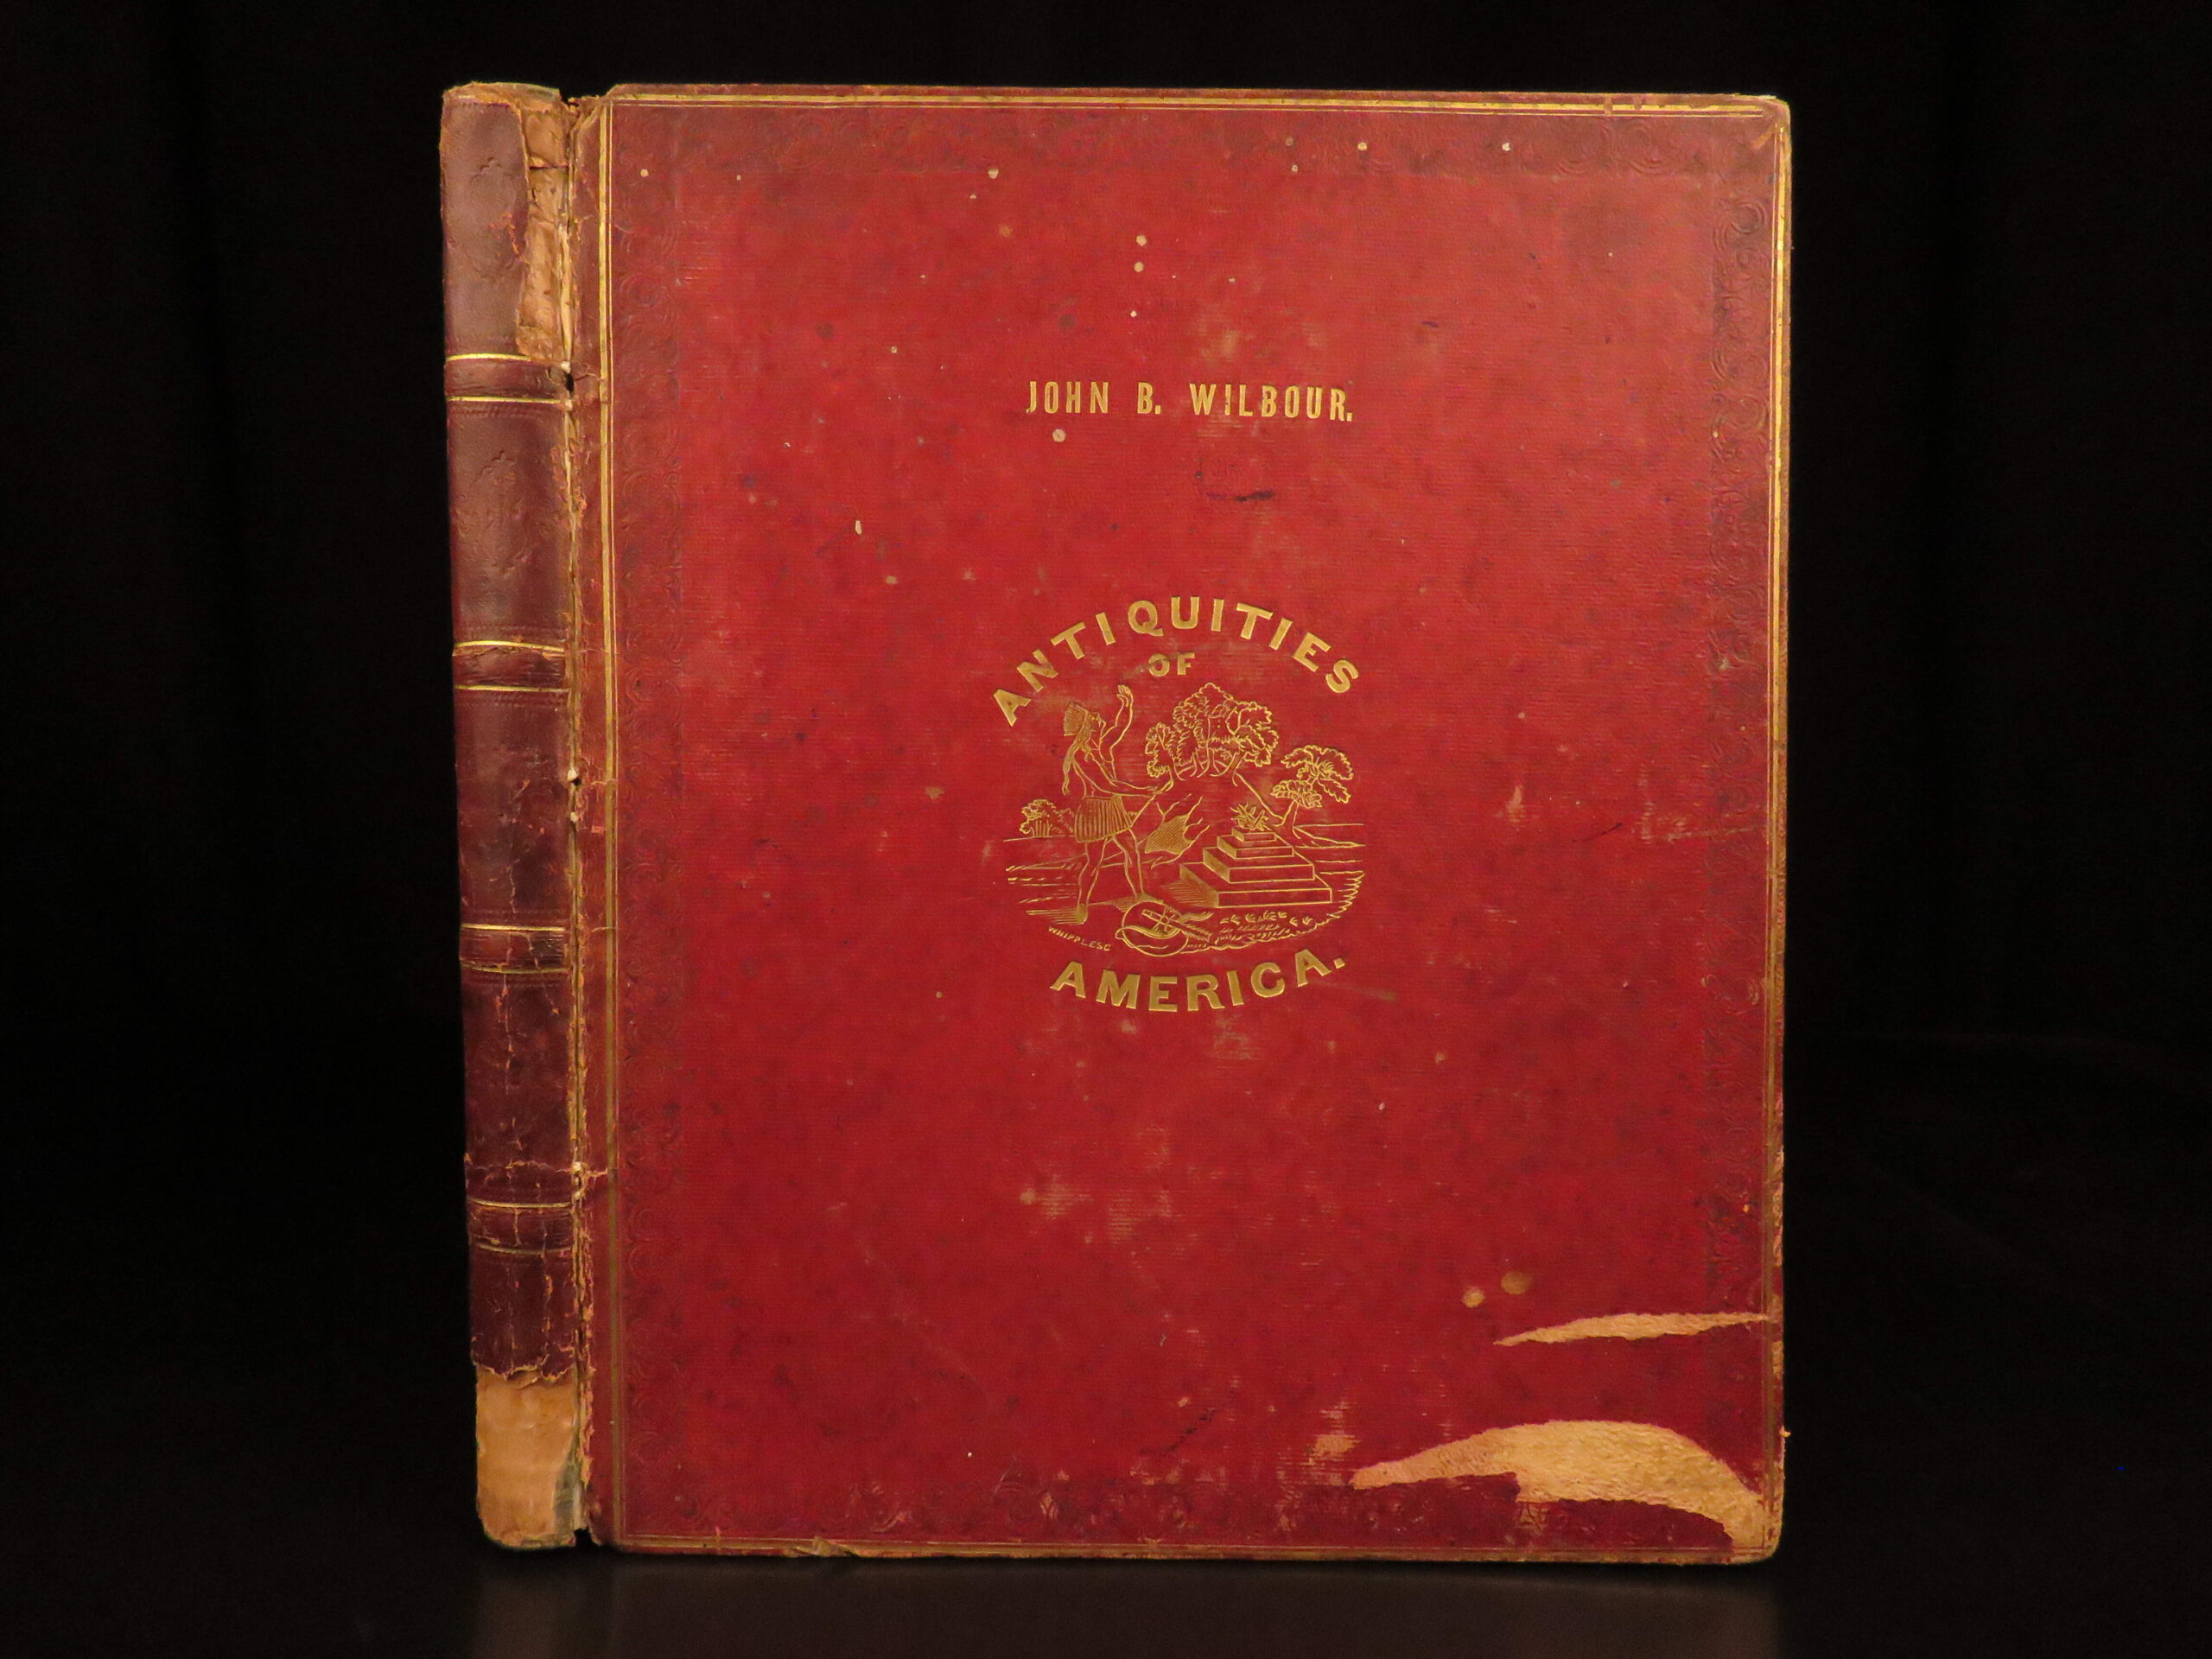 JOHN B. WILBOUR.
ANTIQUITIES
OF
WHIPPLE SC
AMERICA.